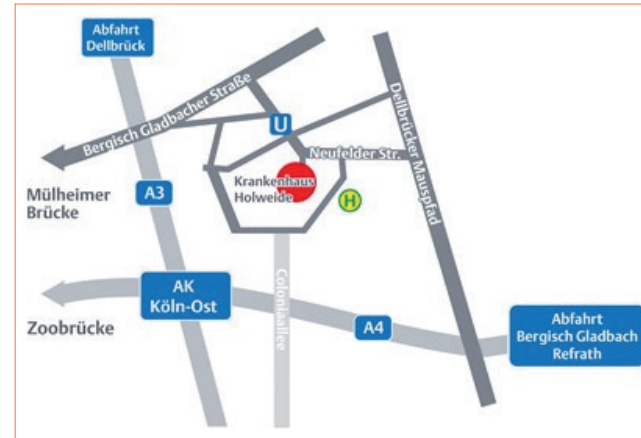 Abfahrt
Dellbrück
Bergisch Gladbacher Straße
Dellbrücker Mauspfad
U
Neufelder Str.
Krankenhaus
Holweide
H
Mülheimer
Brücke
A3
AK
Köln-Ost
Coloniaallee
Zoobrücke
A4
Abfahrt
Bergisch Gladbach
Refrath